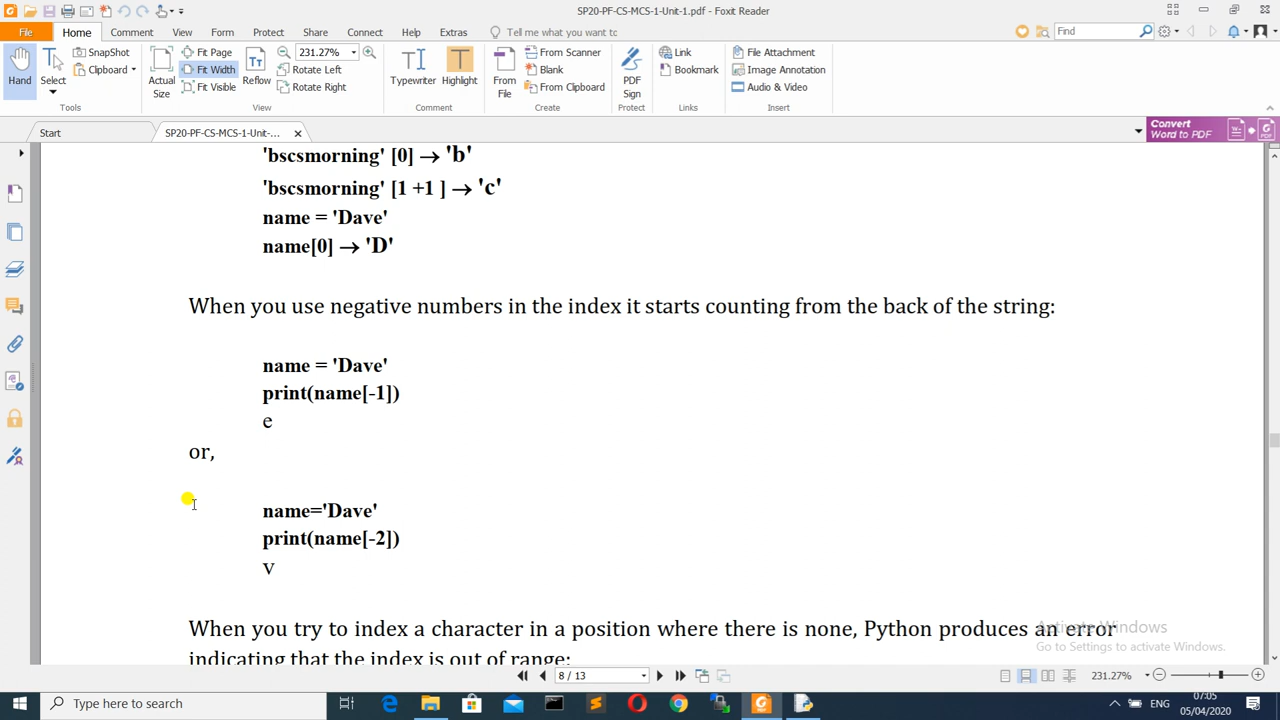 SP20-PF-CS-MCS-1-Unit-1.pdf - Foxit Reader
File Home Comment View Form Protect Share Connect Help Extras Tell me what you want to Find
Hand Select SnapShot Clipboard Actual Size Fit Page Fit Width Fit Visible Reflow 231.27% Rotate Left Rotate Right Typewriter Highlight From File From Scanner Blank From Clipboard PDF Sign Link Bookmark File Attachment Image Annotation Audio & Video
Tools View Comment Create Protect Links Insert
Start SP20-PF-CS-MCS-1-Unit-... Convert Word to PDF
'bscsmorning' [0] → 'b'
'bscsmorning' [1 +1 ] → 'c'
name = 'Dave'
name[0] → 'D'
When you use negative numbers in the index it starts counting from the back of the string:
name = 'Dave'
print(name[-1])
e
or,
name='Dave'
print(name[-2])
v
When you try to index a character in a position where there is none, Python produces an error
indicating that the index is out of range:
Activate Windows
Go to Settings to activate Windows.
8 / 13 231.27%
Type here to search ENG 07:05 05/04/2020